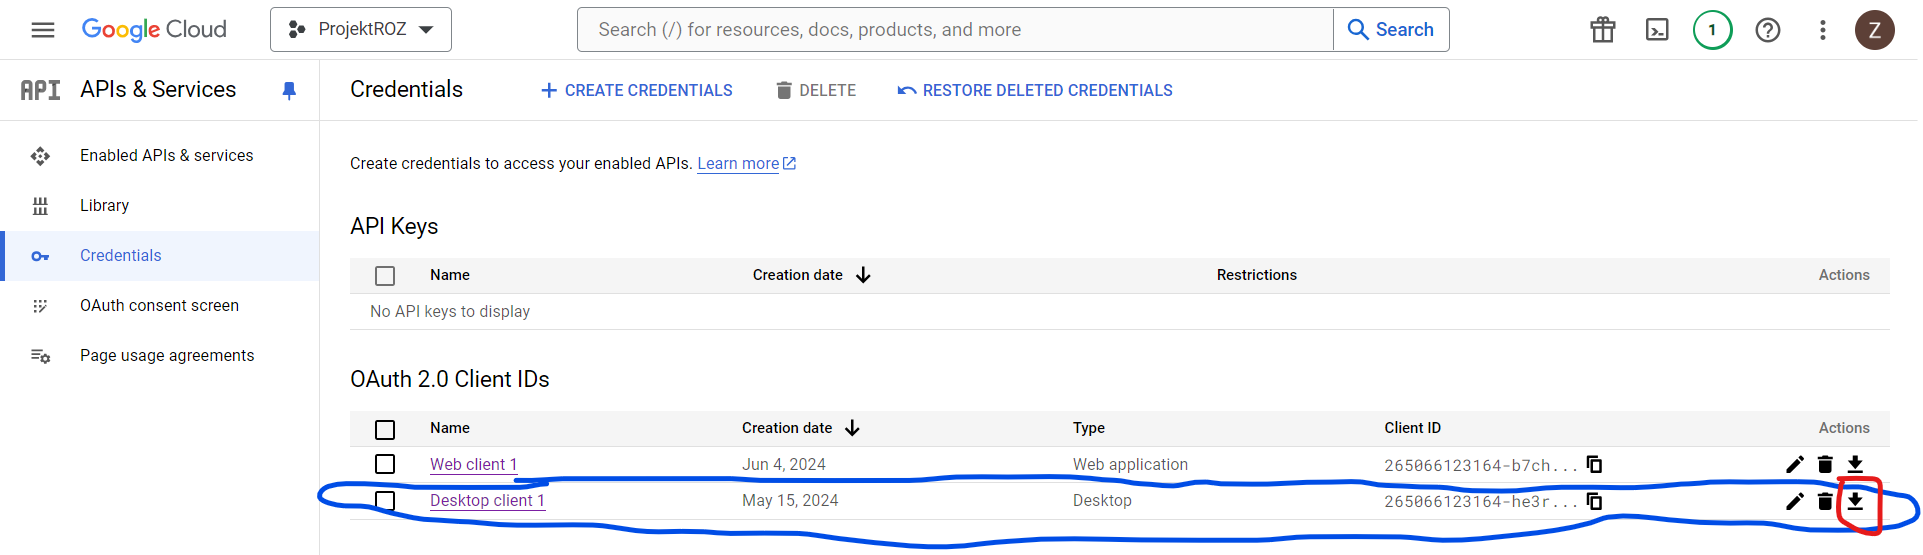 Google Cloud
ProjektROZ
Search (/) for resources, docs, products, and more
Search
1
Z
API
APIs & Services
Credentials
CREATE CREDENTIALS
DELETE
RESTORE DELETED CREDENTIALS
Enabled APIs & services
Library
Credentials
OAuth consent screen
Page usage agreements
Create credentials to access your enabled APIs. Learn more
API Keys
Name Creation date Restrictions Actions
No API keys to display
OAuth 2.0 Client IDs
Name Creation date Type Client ID Actions
Web client 1 Jun 4, 2024 Web application 265066123164-b7ch...
Desktop client 1 May 15, 2024 Desktop 265066123164-he3r...